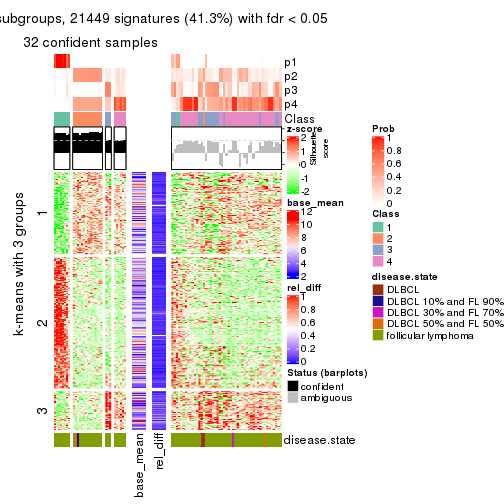 subgroups, 21449 signatures (41.3%) with fdr < 0.05
32 confident samples
p1
p2
p3
p4
Class
Silhouette
score
k-means with 3 groups
1
2
3
disease.state
base_mean
rel_diff
z-score
2
1
0
-1
-2
base_mean
12
10
8
6
4
2
rel_diff
1
0.8
0.6
0.4
0.2
0
Status (barplots)
confident
ambiguous
Prob
1
0.8
0.6
0.4
0.2
0
Class
1
2
3
4
disease.state
DLBCL
DLBCL 10% and FL 90%
DLBCL 30% and FL 70%
DLBCL 50% and FL 50%
follicular lymphoma